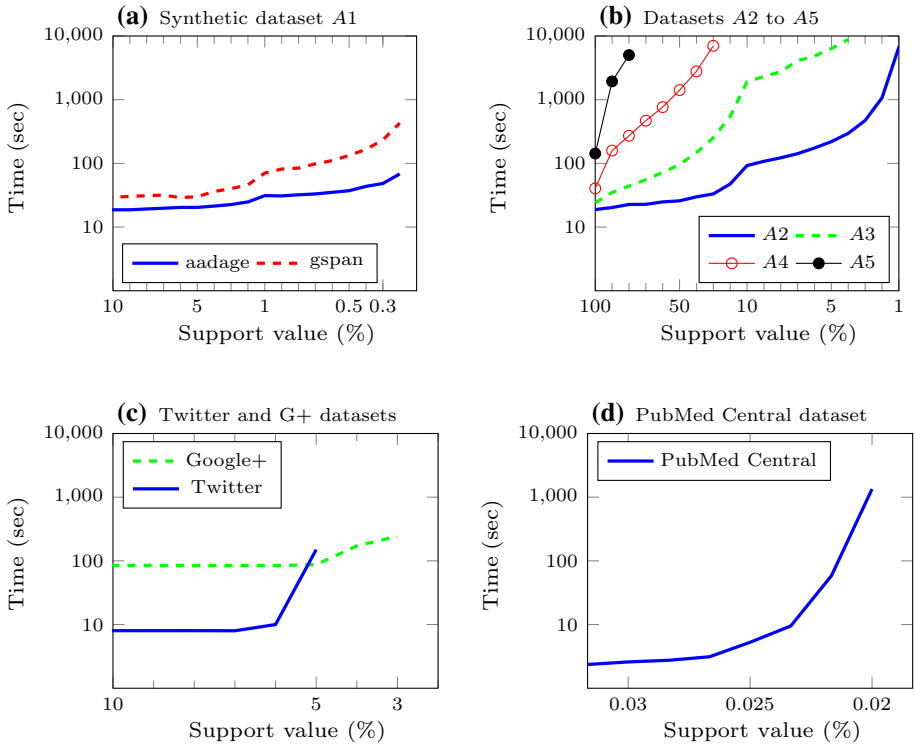 (a) Synthetic dataset A1
10,000
1,000
100
10
Time (sec)
aadage gspan
10 5 1 0.5 0.3
Support value (%)
(b) Datasets A2 to A5
10,000
1,000
100
10
Time (sec)
A2 A3
A4 A5
100 50 10 5 1
Support value (%)
(c) Twitter and G+ datasets
10,000
1,000
100
10
Time (sec)
Google+
Twitter
10 5 3
Support value (%)
(d) PubMed Central dataset
10,000
1,000
100
10
Time (sec)
PubMed Central
0.03 0.025 0.02
Support value (%)